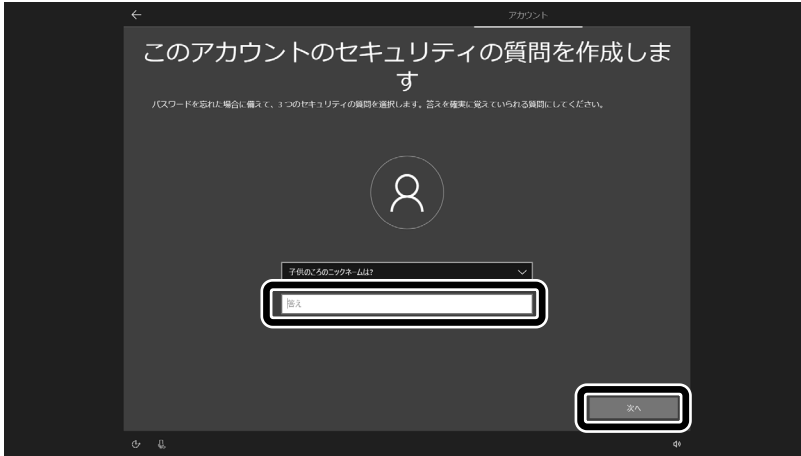 アカウント
このアカウントのセキュリティの質問を作成しま
す
パスワードを忘れた場合に備えて、3 つのセキュリティの質問を選択します。答えを確実に覚えていられる質問にしてください。
子供のころのニックネームは?
答え
次へ